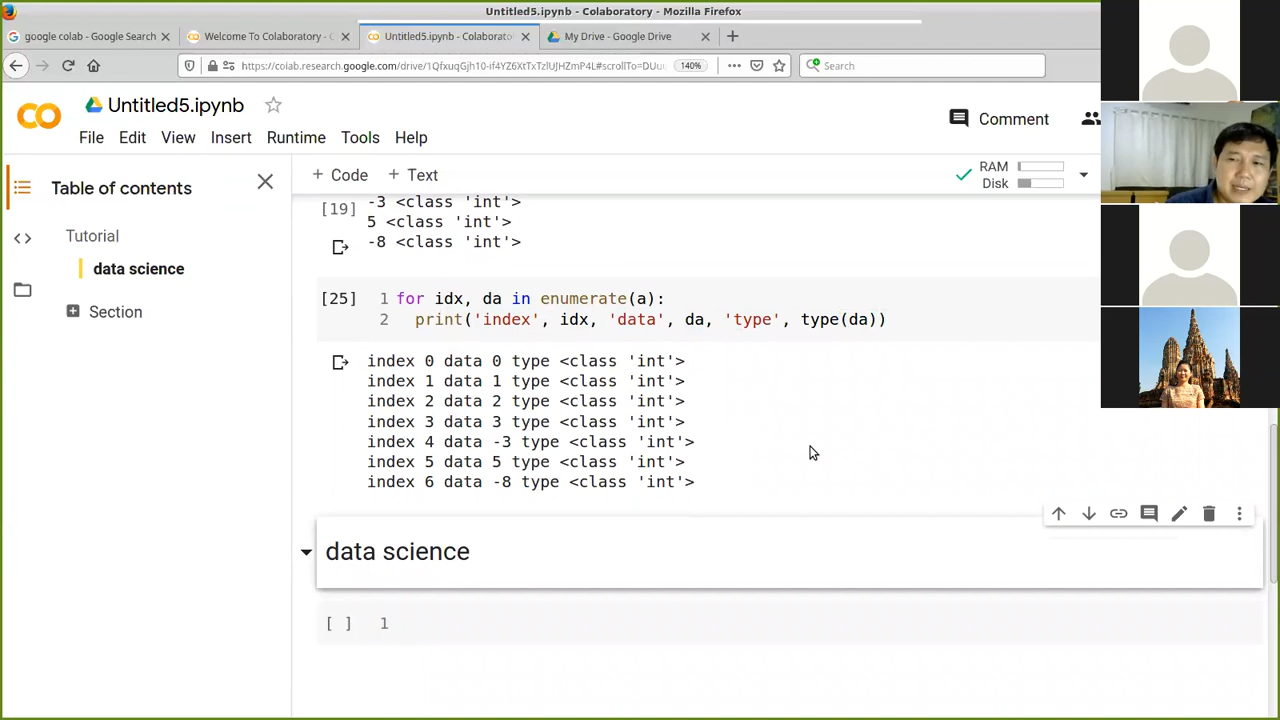 Untitled5.ipynb - Colaboratory - Mozilla Firefox
google colab - Google Search
Welcome To Colaboratory - C
Untitled5.ipynb - Colaborato
My Drive - Google Drive
140%
Search
CO
Untitled5.ipynb
Comment
File Edit View Insert Runtime Tools Help
Table of contents
+ Code + Text
RAM
Disk
Tutorial
data science
Section
[19]
-3 <class 'int'>
5 <class 'int'>
-8 <class 'int'>
[25]
1 for idx, da in enumerate(a):
2 print('index', idx, 'data', da, 'type', type(da))
index 0 data 0 type <class 'int'>
index 1 data 1 type <class 'int'>
index 2 data 2 type <class 'int'>
index 3 data 3 type <class 'int'>
index 4 data -3 type <class 'int'>
index 5 data 5 type <class 'int'>
index 6 data -8 type <class 'int'>
data science
[ ] 1